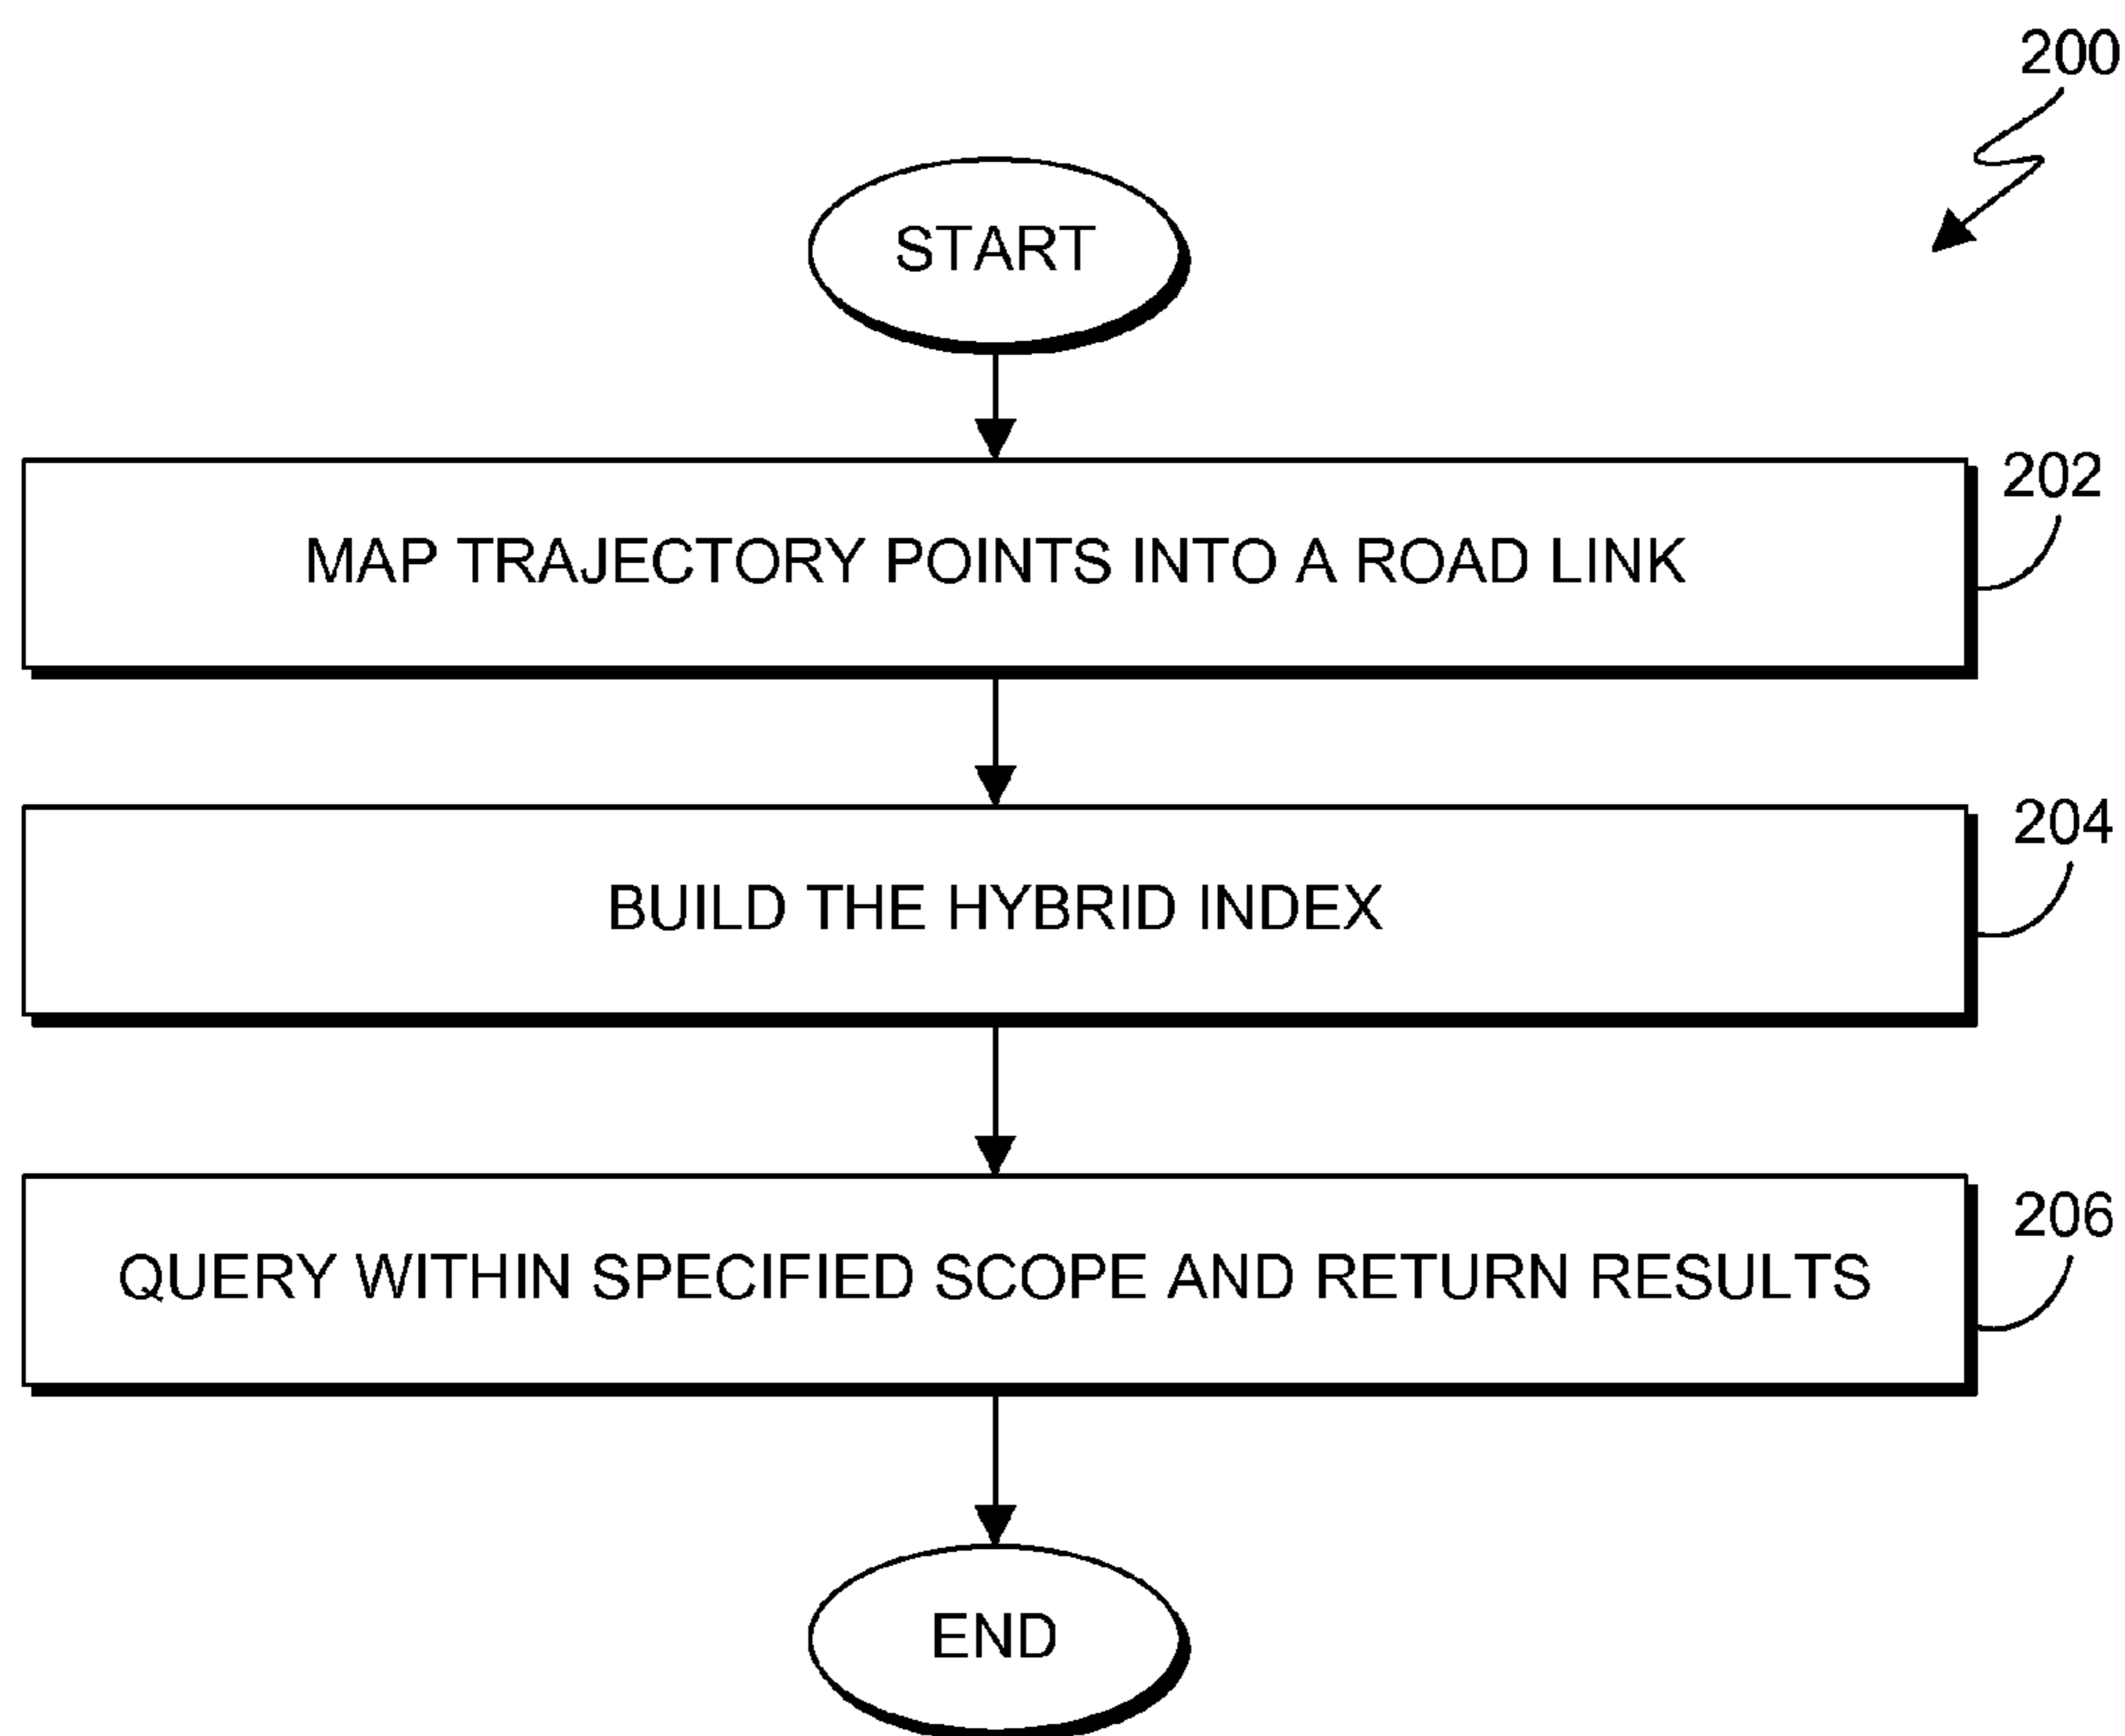 200
START
MAP TRAJECTORY POINTS INTO A ROAD LINK
202
BUILD THE HYBRID INDEX
204
QUERY WITHIN SPECIFIED SCOPE AND RETURN RESULTS
206
END